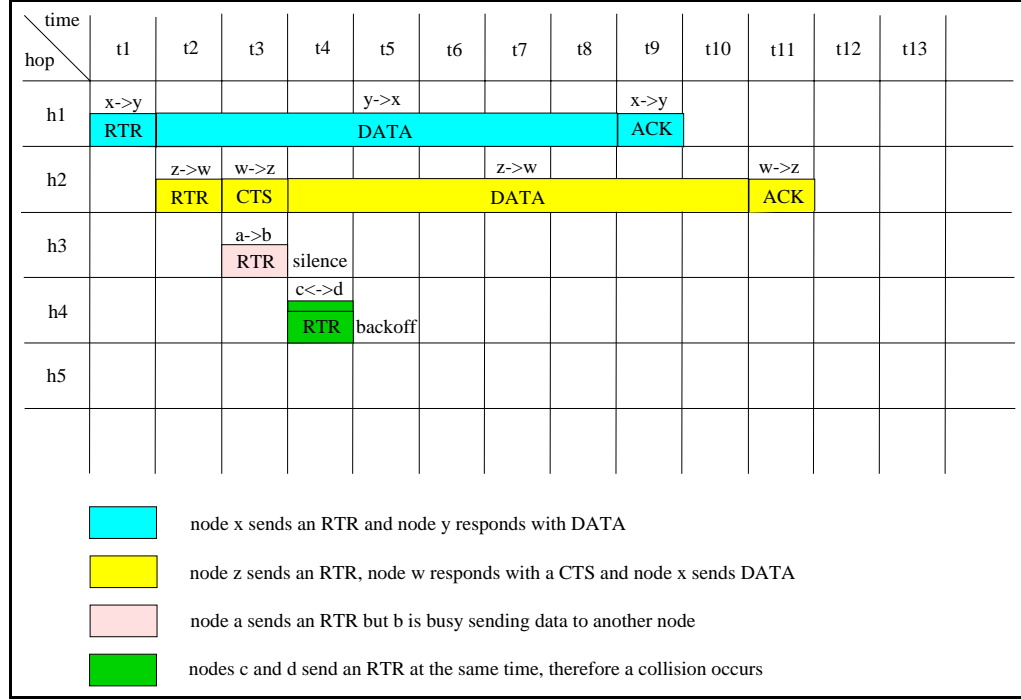 time
hop
t1 t2 t3 t4 t5 t6 t7 t8 t9 t10 t11 t12 t13
x->y y->x x->y
h1
RTR DATA ACK
z->w w->z z->w w->z
h2
RTR CTS DATA ACK
a->b
h3
RTR silence
c<->d
h4
RTR backoff
h5
node x sends an RTR and node y responds with DATA
node z sends an RTR, node w responds with a CTS and node x sends DATA
node a sends an RTR but b is busy sending data to another node
nodes c and d send an RTR at the same time, therefore a collision occurs